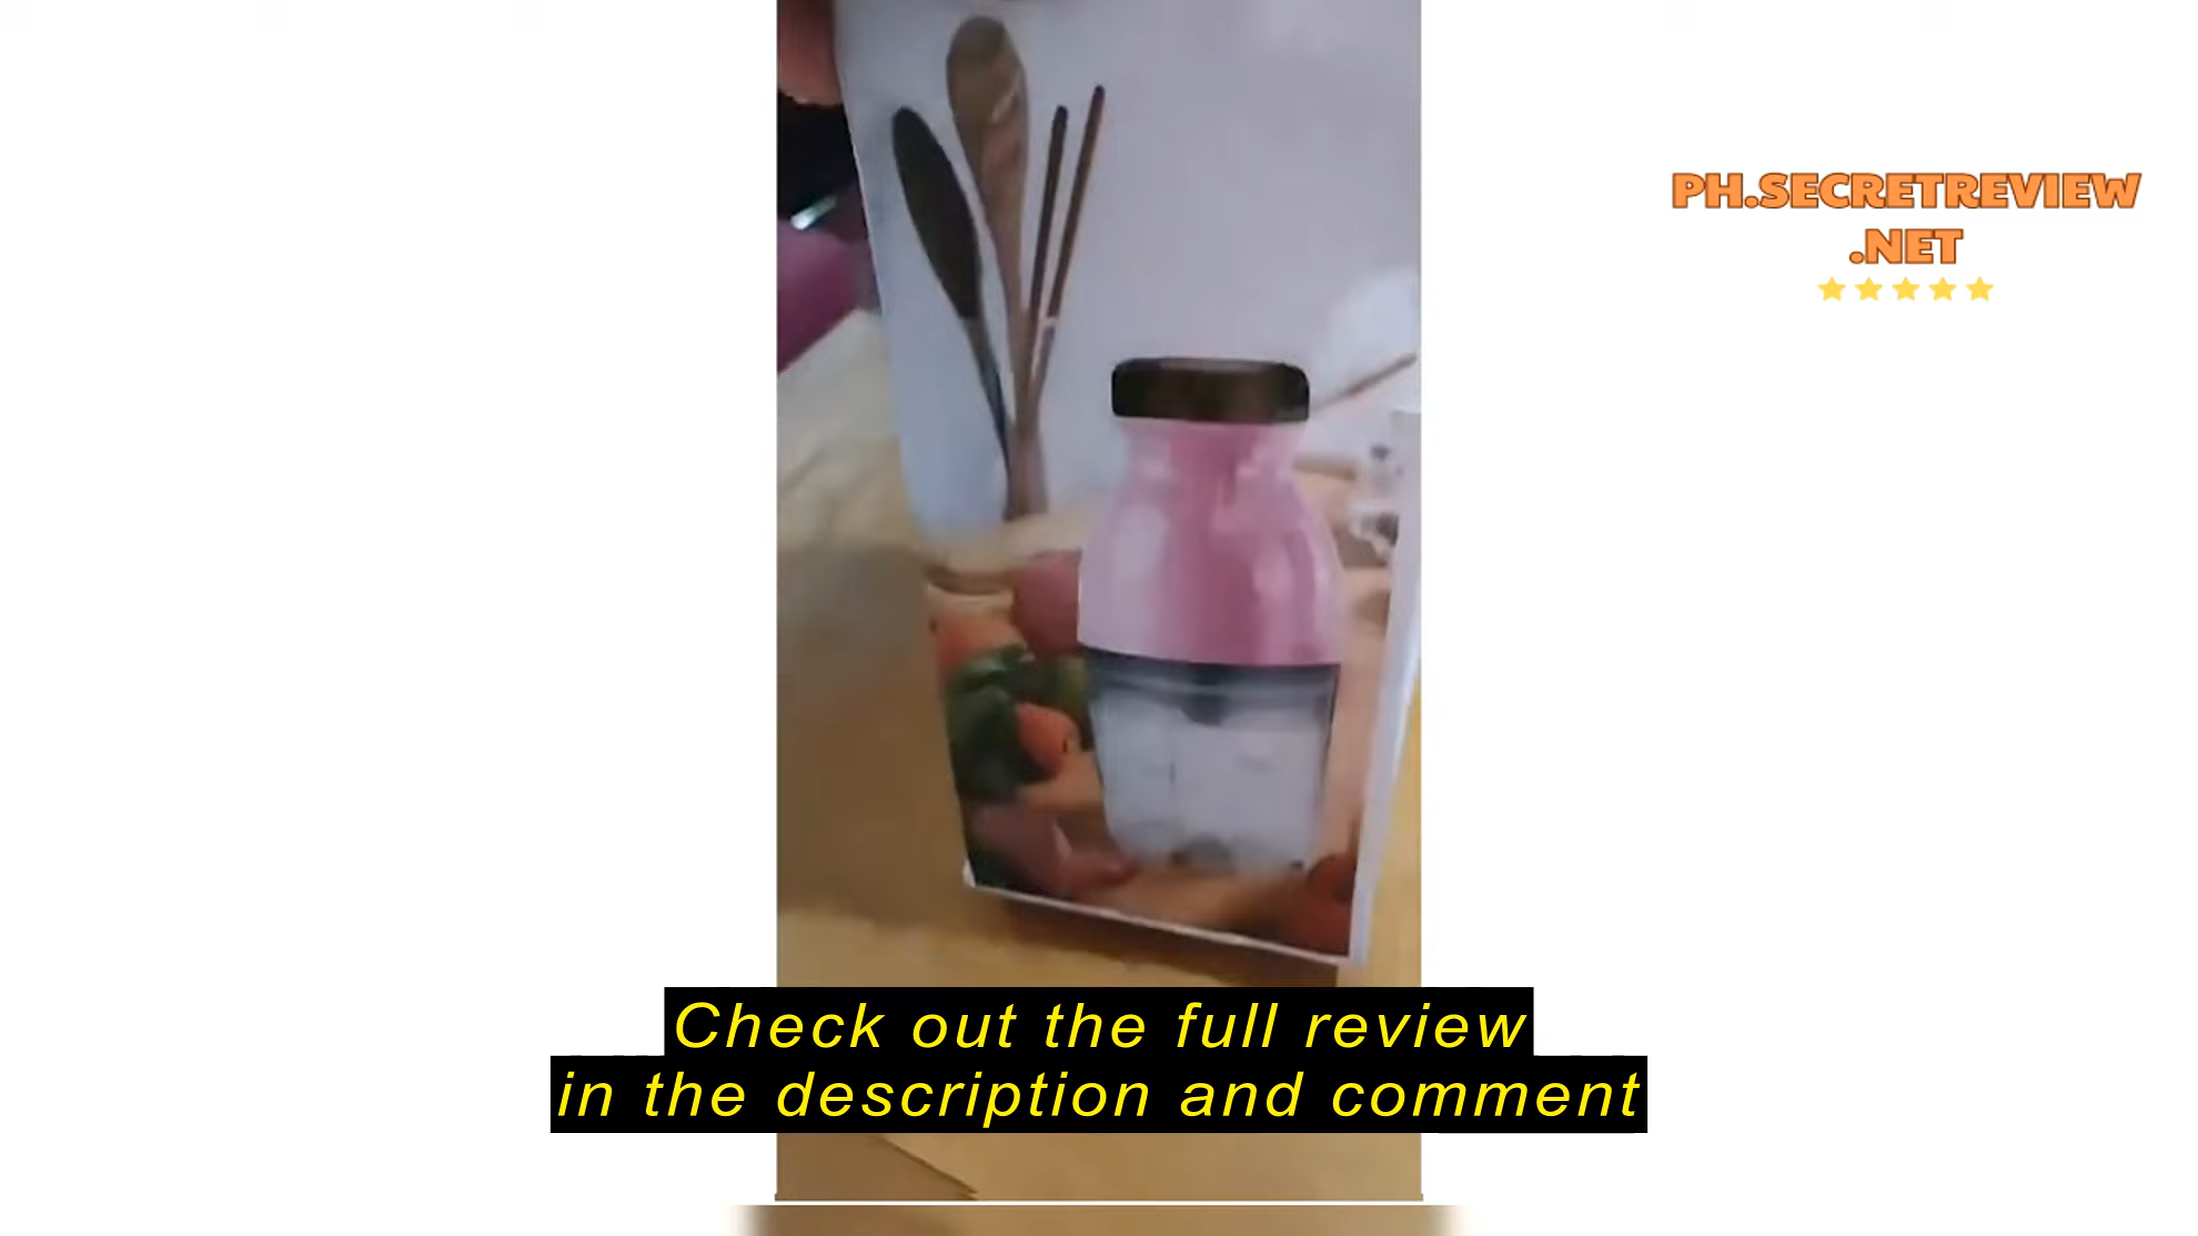 PH.SECRETREVIEW
.NET
Check out the full review
in the description and comment